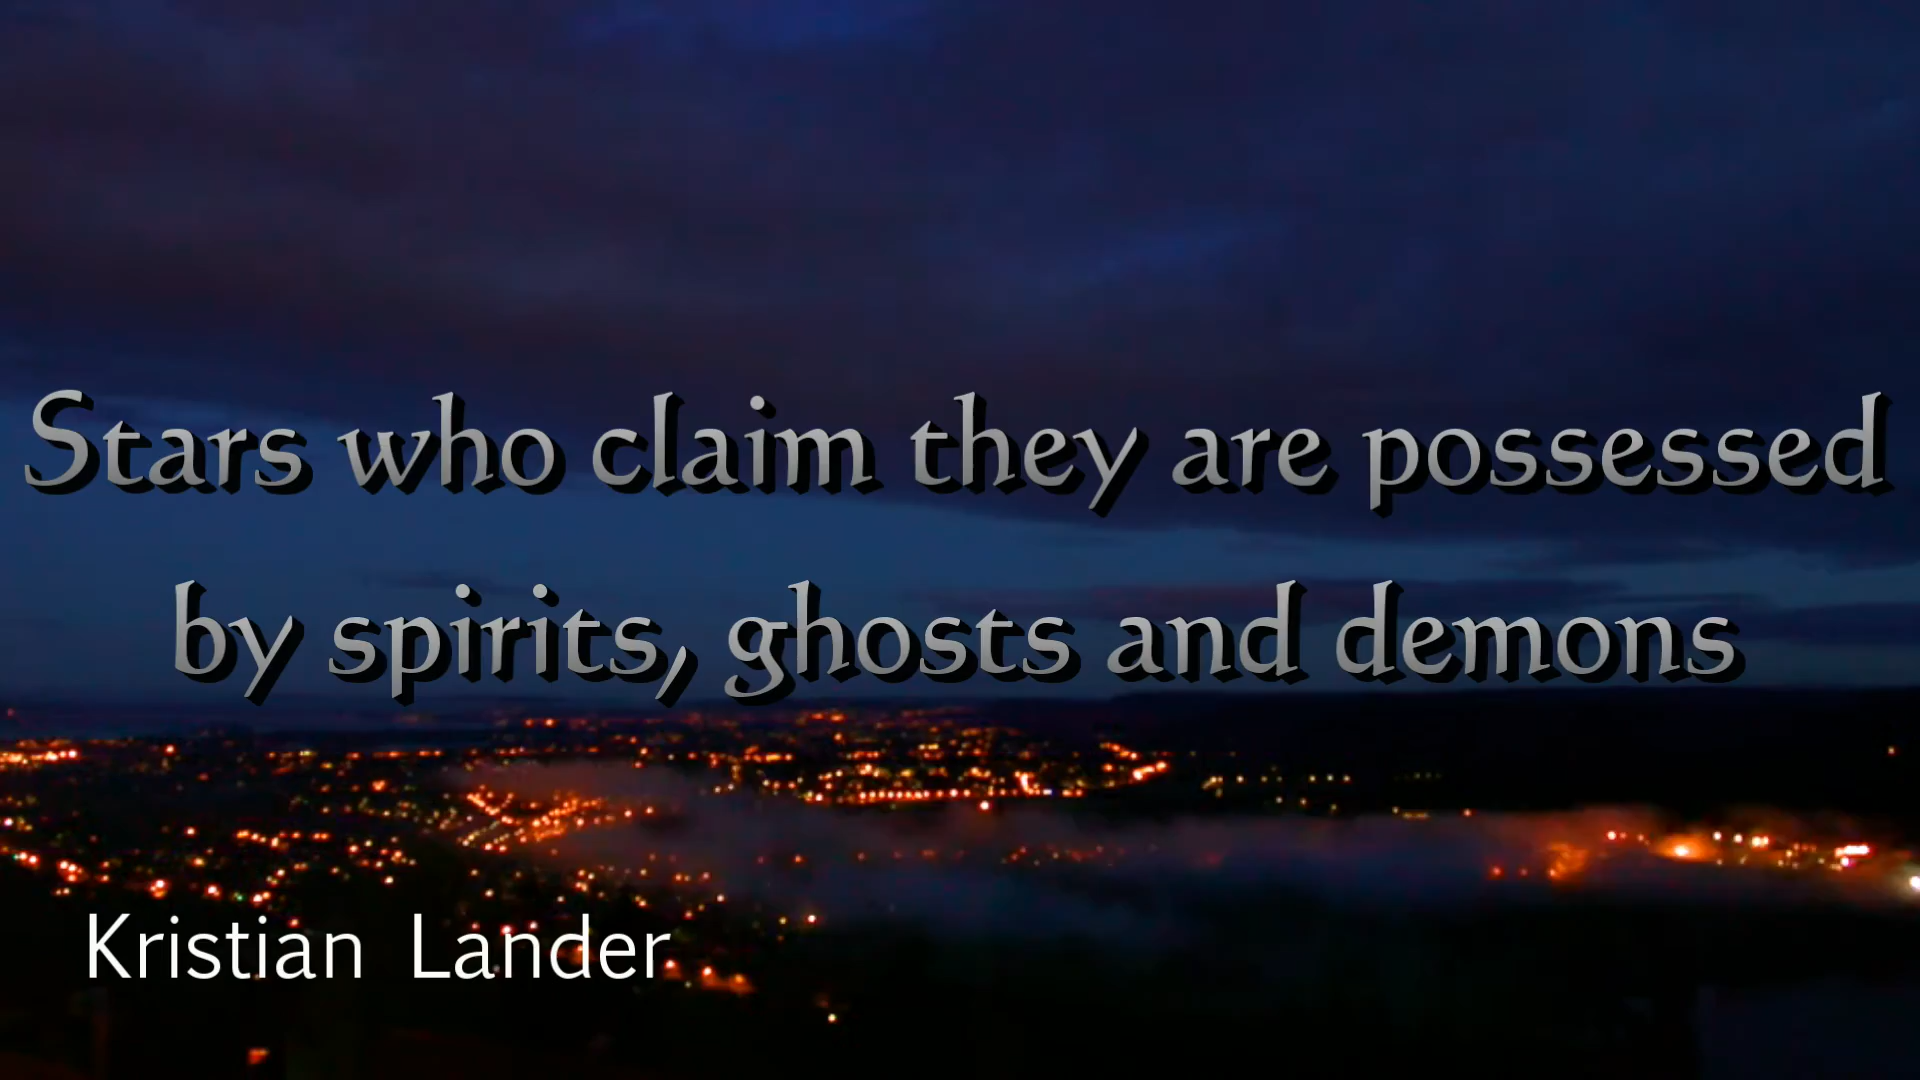 Stars who claim they are possessed
by spirits, ghosts and demons
Kristian Lander